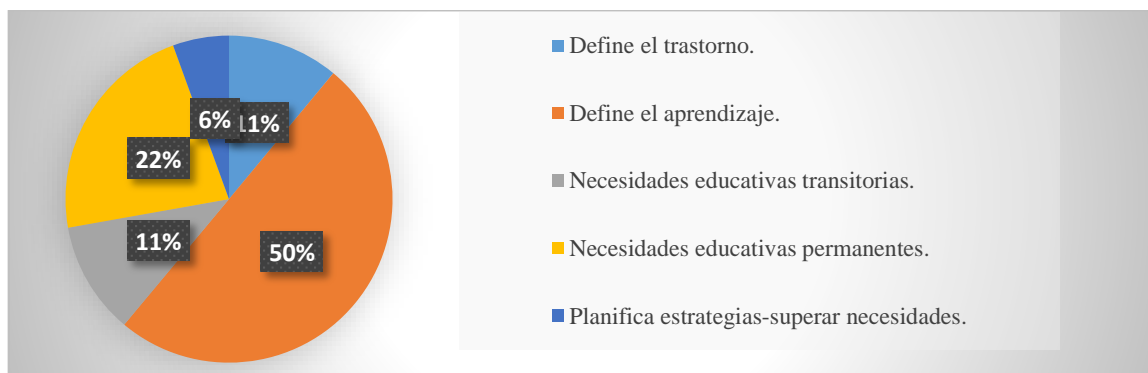 6%
11%
22%
11%
50%
Define el trastorno.
Define el aprendizaje.
Necesidades educativas transitorias.
Necesidades educativas permanentes.
Planifica estrategias-superar necesidades.